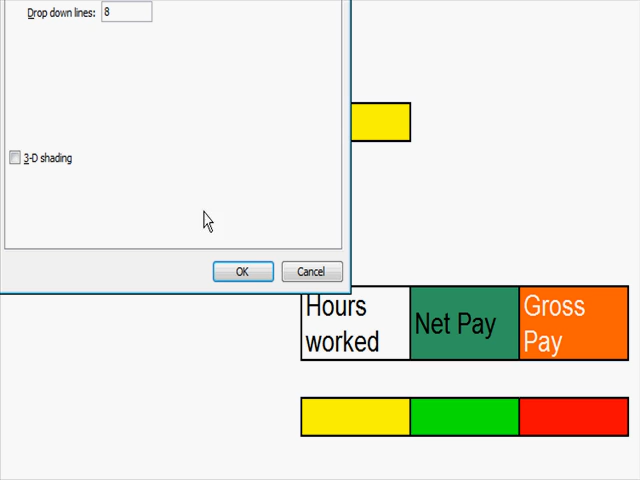 Drop down lines: 8
3-D shading
OK Cancel
Hours
worked
Net Pay
Gross
Pay